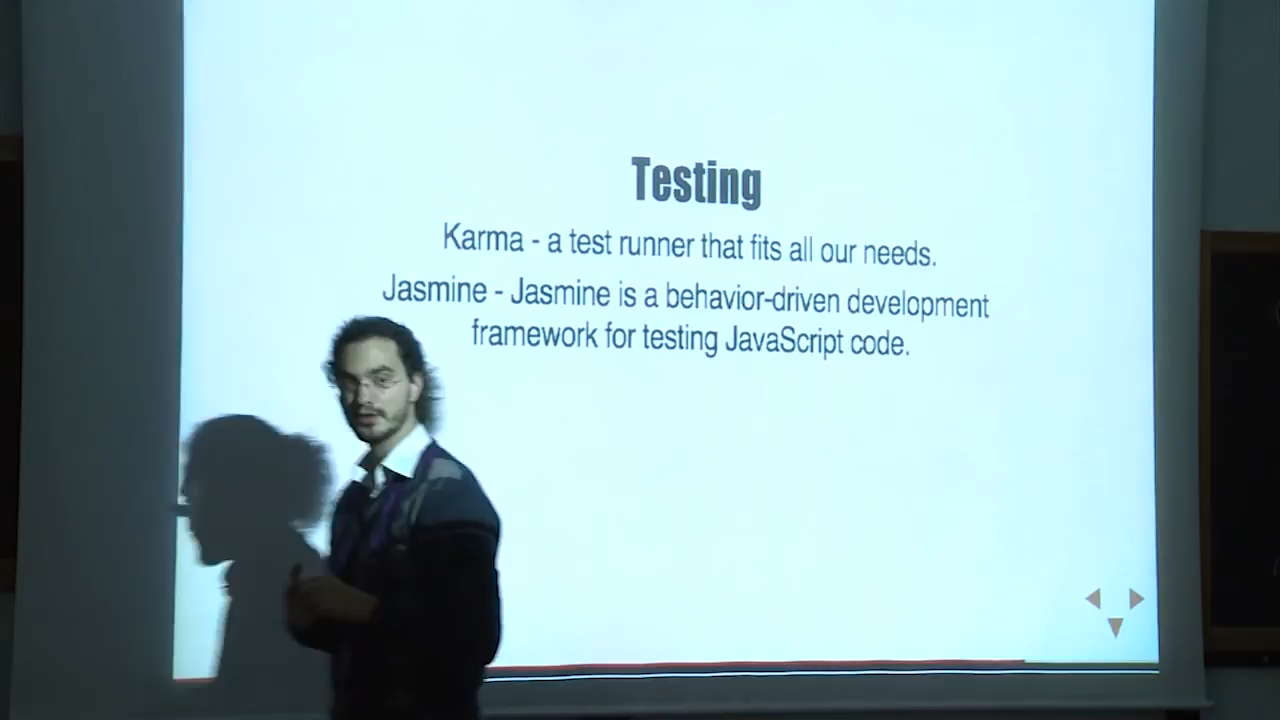 Testing
Karma - a test runner that fits all our needs.
Jasmine - Jasmine is a behavior-driven development
framework for testing JavaScript code.